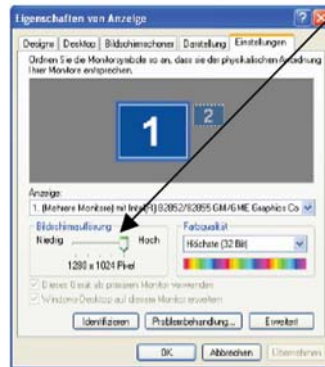 Eigenschaften von Anzeige
Designs Desktop Bildschirmschoner Darstellung Einstellungen
Ordnen Sie die Monitorsymbole so an, dass sie der physikalischen Anordnung
Ihrer Monitore entsprechen.
1 2
Anzeige:
1. (Mehrere Monitore) mit Intel(R) 82852/82855 GM/GME Graphics Co
Bildschirmauflösung Farbqualität
Niedrig Hoch Höchste (32 Bit)
1280 x 1024 Pixel
Dieses Gerät als primären Monitor verwenden
Windows-Desktop auf diesem Monitor erweitern
Identifizieren Problembehandlung... Erweitert
OK Abbrechen Übernehmen